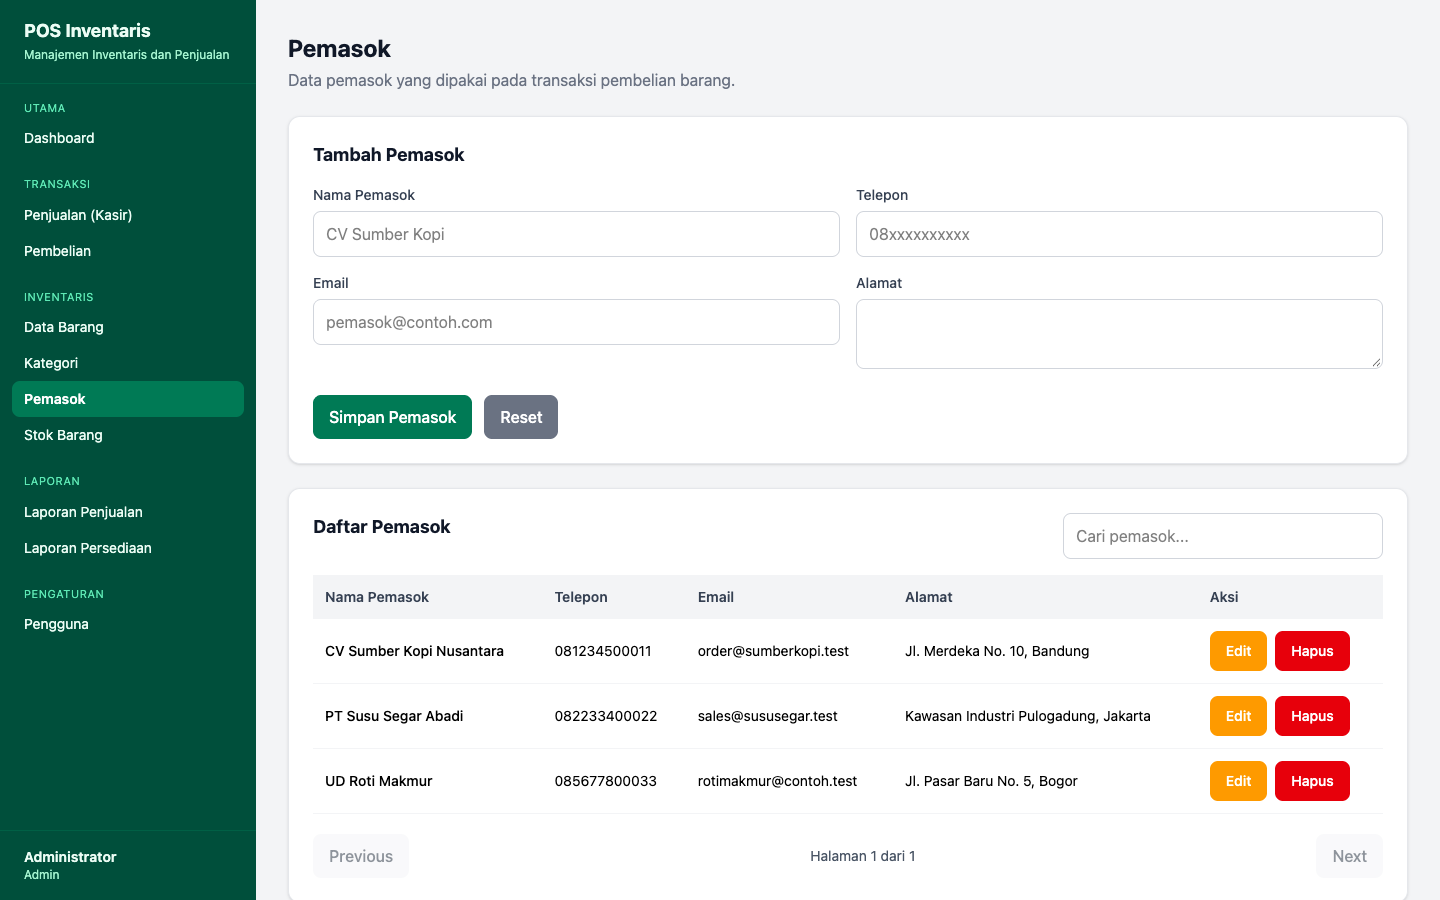 POS Inventaris
Manajemen Inventaris dan Penjualan
UTAMA
Dashboard
TRANSAKSI
Penjualan (Kasir)
Pembelian
INVENTARIS
Data Barang
Kategori
Pemasok
Stok Barang
LAPORAN
Laporan Penjualan
Laporan Persediaan
PENGATURAN
Pengguna
Administrator
Admin
Pemasok
Data pemasok yang dipakai pada transaksi pembelian barang.
Tambah Pemasok
Nama Pemasok Telepon
CV Sumber Kopi 08xxxxxxxxxx
Email Alamat
pemasok@contoh.com
Simpan Pemasok Reset
Daftar Pemasok Cari pemasok...
Nama Pemasok Telepon Email Alamat Aksi
CV Sumber Kopi Nusantara 081234500011 order@sumberkopi.test Jl. Merdeka No. 10, Bandung Edit Hapus
PT Susu Segar Abadi 082233400022 sales@sususegar.test Kawasan Industri Pulogadung, Jakarta Edit Hapus
UD Roti Makmur 085677800033 rotimakmur@contoh.test Jl. Pasar Baru No. 5, Bogor Edit Hapus
Previous Halaman 1 dari 1 Next